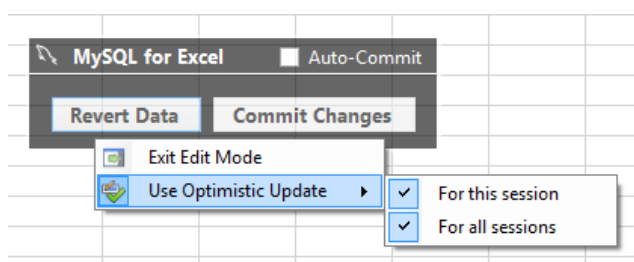 MySQL for Excel Auto-Commit
Revert Data Commit Changes
Exit Edit Mode
Use Optimistic Update For this session
For all sessions